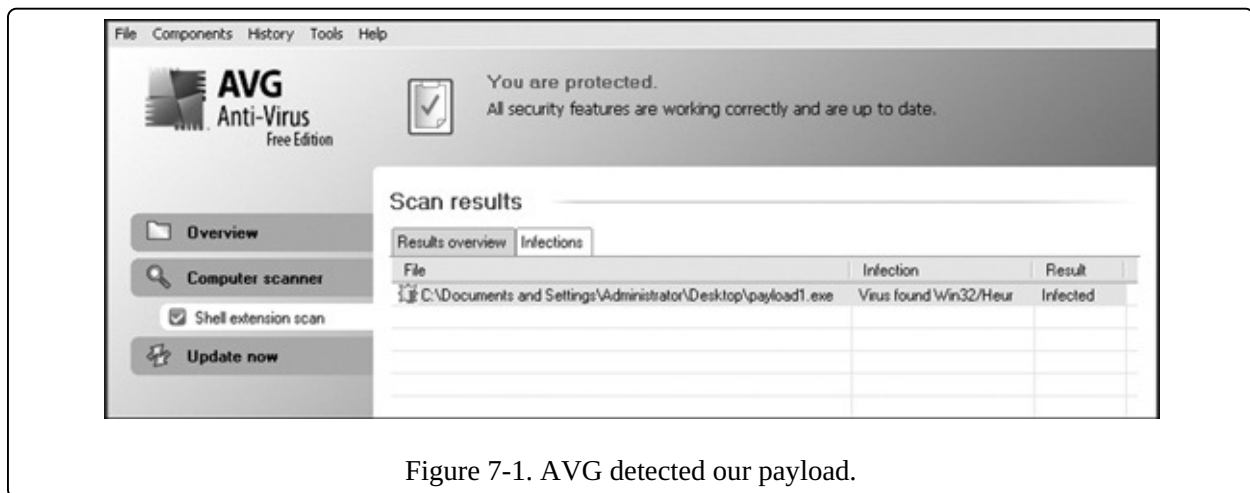 File Components History Tools Help
AVG
Anti-Virus
Free Edition
You are protected.
All security features are working correctly and are up to date.
Scan results
Overview
Computer scanner
Shell extension scan
Update now
Results overview Infections
File Infection Result
C:\Documents and Settings\Administrator\Desktop\payload1.exe Virus found Win32/Heur Infected
Figure 7-1. AVG detected our payload.